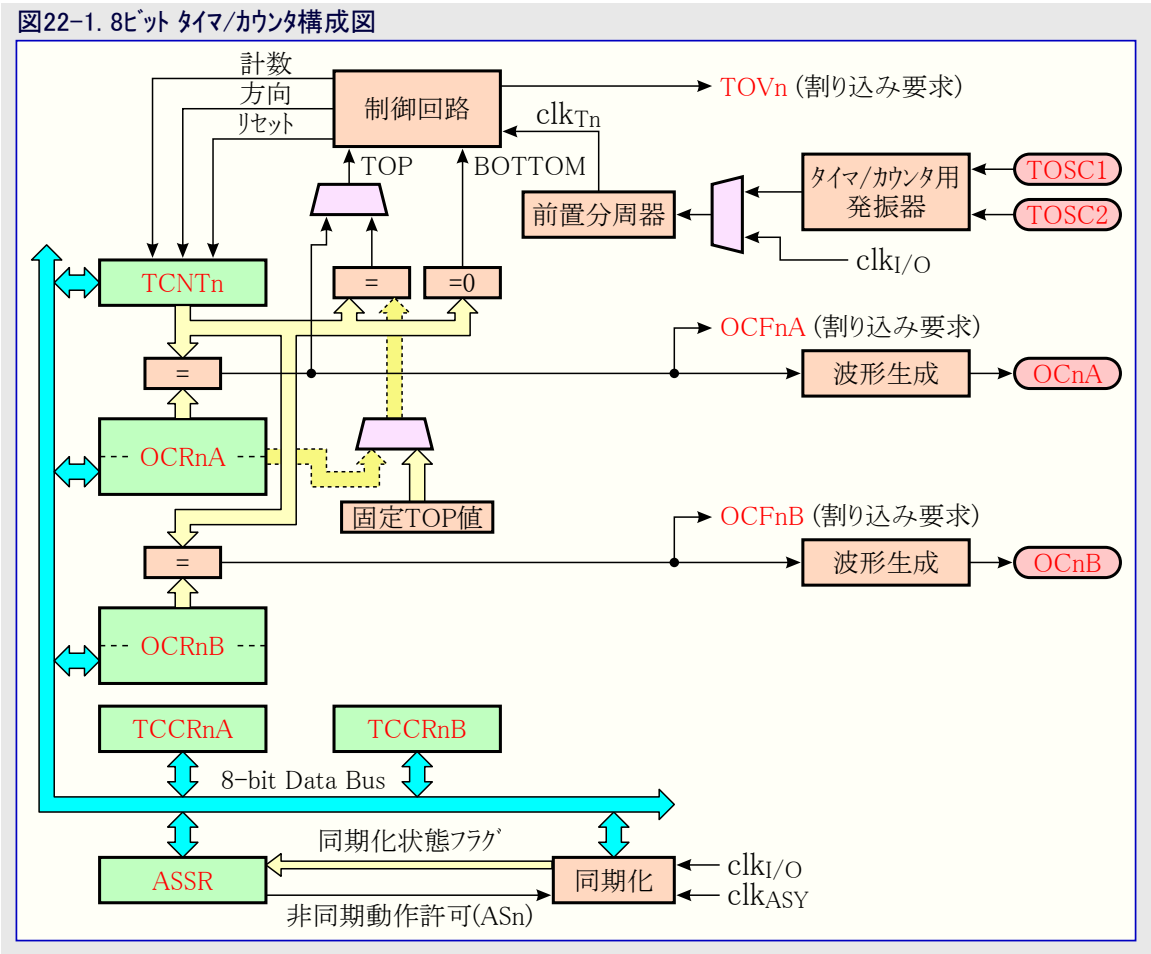 図22-1. 8ビット タイマ/カウンタ構成図
計数
方向
リセット
制御回路
TOVn (割り込み要求)
clkTn
TOP
BOTTOM
前置分周器
タイマ/カウンタ用
発振器
TOSC1
TOSC2
clkI/O
TCNTn
=
=0
OCFnA (割り込み要求)
=
波形生成
OCnA
OCRnA
固定TOP値
OCFnB (割り込み要求)
=
波形生成
OCnB
OCRnB
TCCRnA
TCCRnB
8-bit Data Bus
同期化状態フラグ
ASSR
同期化
clkI/O
clkASY
非同期動作許可(ASn)